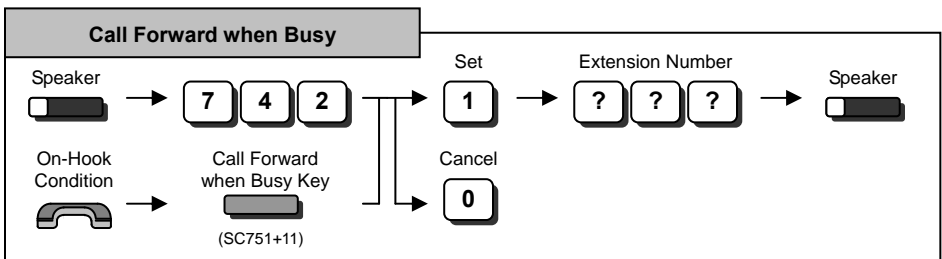 Call Forward when Busy
Speaker
7 4 2
Set
1
Extension Number
? ? ?
Speaker
On-Hook
Condition
Call Forward
when Busy Key
(SC751+11)
Cancel
0